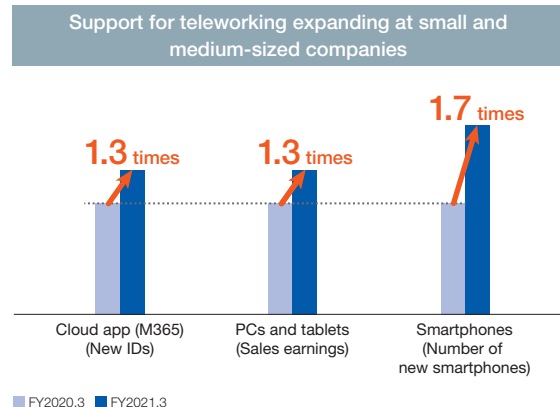 Support for teleworking expanding at small and
medium-sized companies
1.3 times
1.3 times
1.7 times
Cloud app (M365)
(New IDs)
PCs and tablets
(Sales earnings)
Smartphones
(Number of
new smartphones)
FY2020.3
FY2021.3